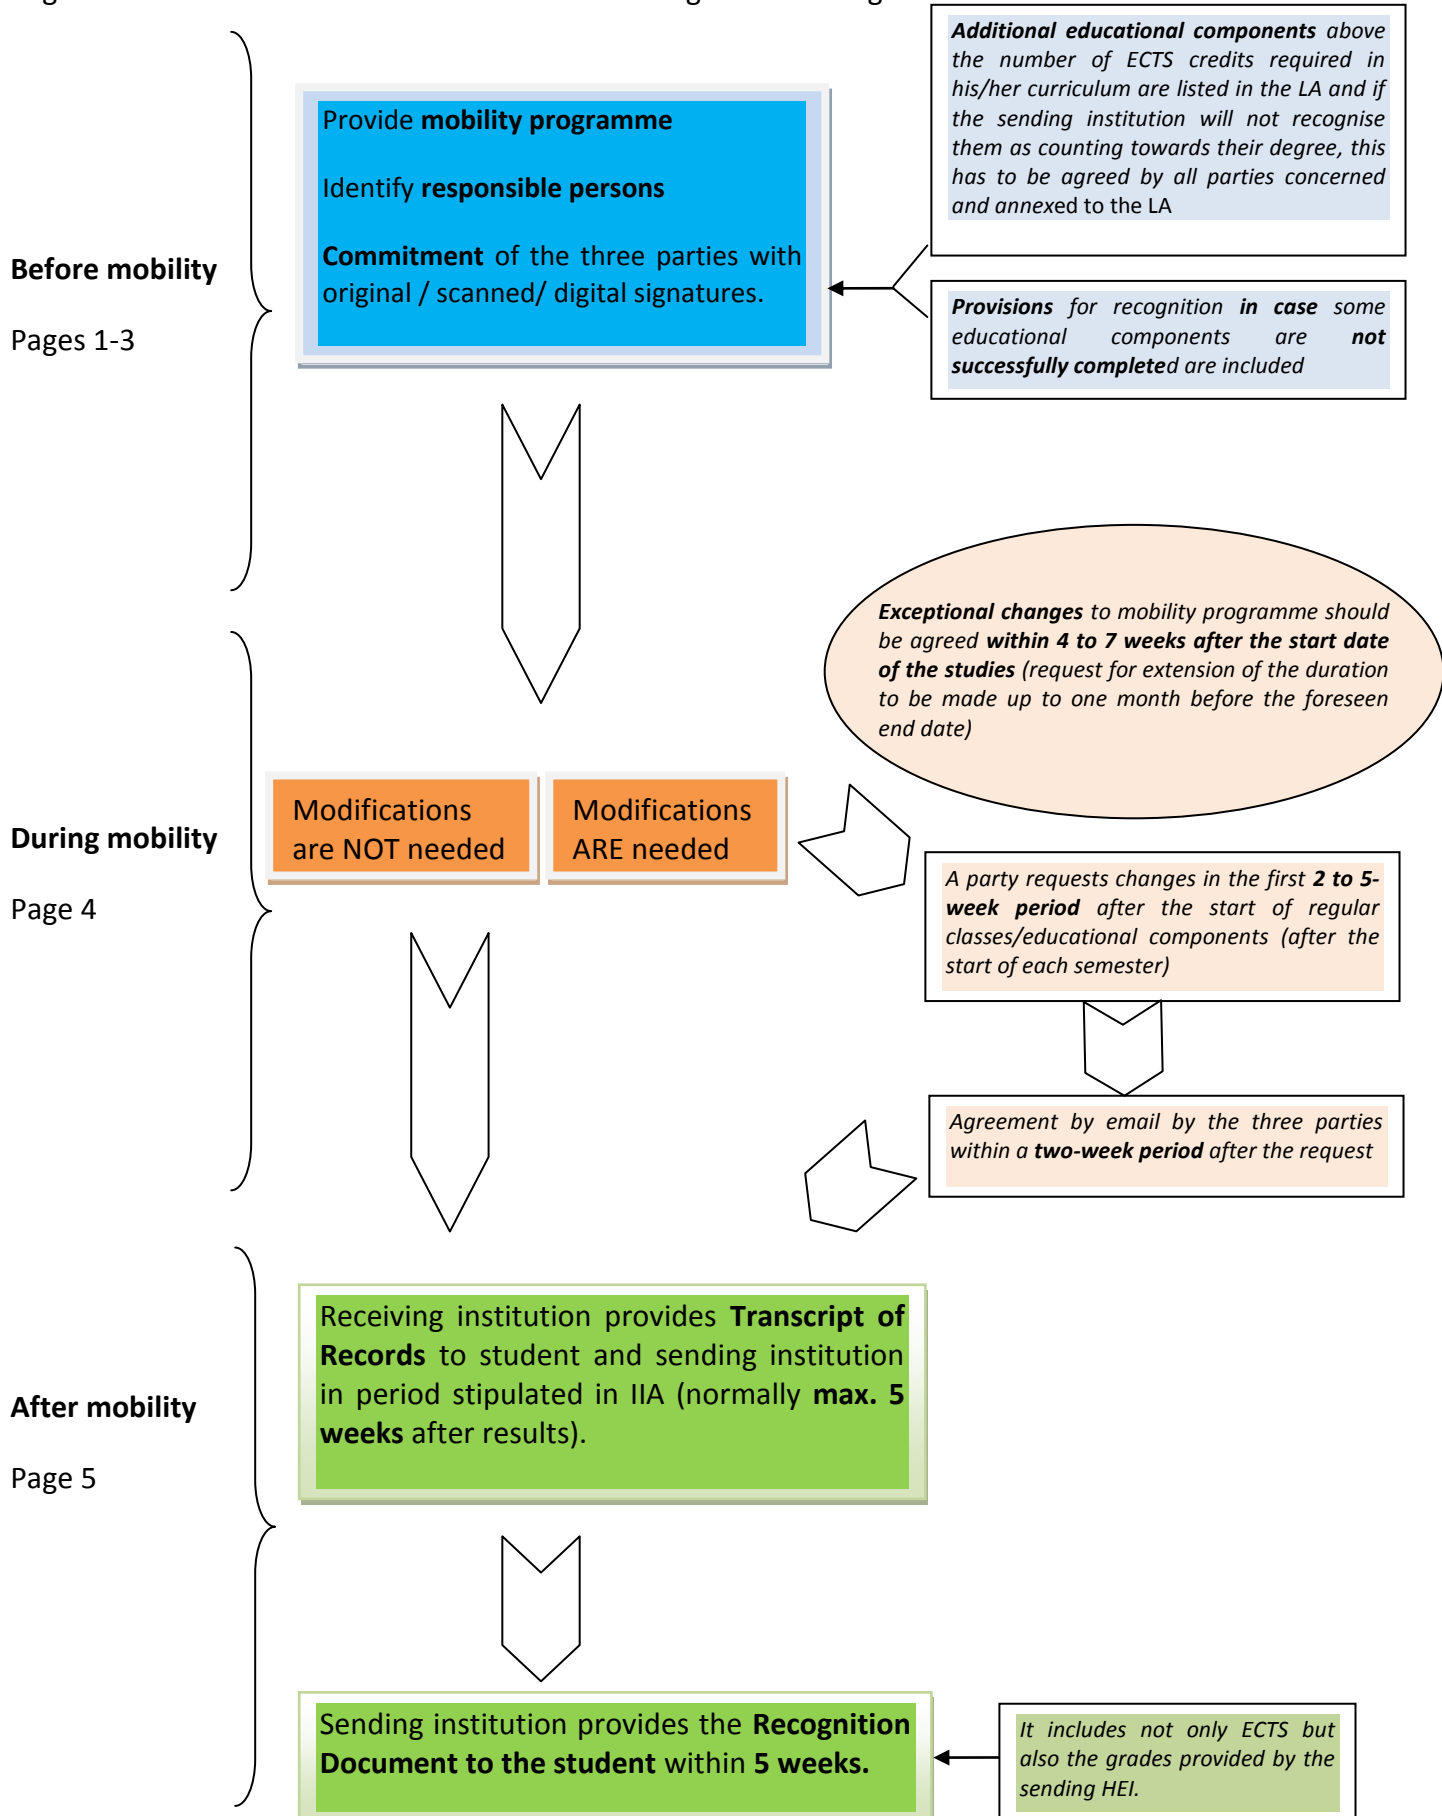 Additional educational components above
the number of ECTS credits required in
his/her curriculum are listed in the LA and if
the sending institution will not recognise
them as counting towards their degree, this
has to be agreed by all parties concerned
and annexed to the LA
Provide mobility programme
Identify responsible persons
Commitment of the three parties with
original / scanned/ digital signatures.
Before mobility
Pages 1-3
Provisions for recognition in case some
educational components are not
successfully completed are included
Exceptional changes to mobility programme should
be agreed within 4 to 7 weeks after the start date
of the studies (request for extension of the duration
to be made up to one month before the foreseen
end date)
During mobility
Page 4
Modifications
are NOT needed
Modifications
ARE needed
A party requests changes in the first 2 to 5-
week period after the start of regular
classes/educational components (after the
start of each semester)
Agreement by email by the three parties
within a two-week period after the request
After mobility
Page 5
Receiving institution provides Transcript of
Records to student and sending institution
in period stipulated in IIA (normally max. 5
weeks after results).
Sending institution provides the Recognition
Document to the student within 5 weeks.
It includes not only ECTS but
also the grades provided by the
sending HEI.